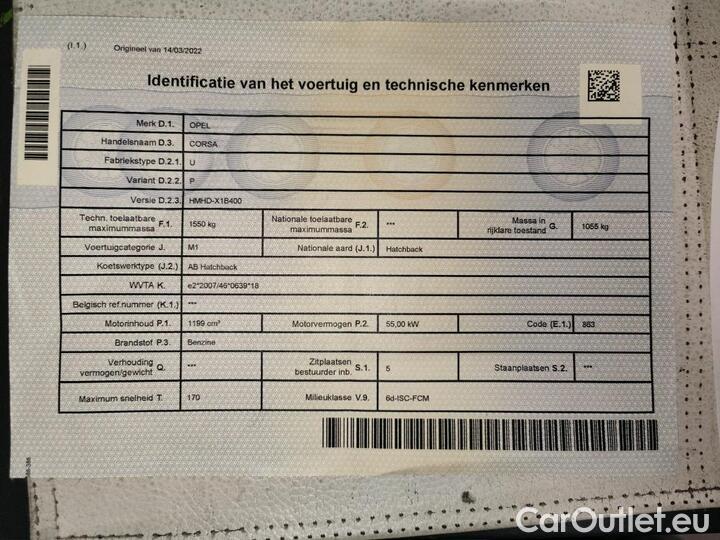 (I.1.) Origineel van 14/03/2022
Identificatie van het voertuig en technische kenmerken
Merk D.1. OPEL
Handelsnaam D.3. CORSA
Fabriekstype D.2.1. U
Variant D.2.2. P
Versie D.2.3. HMHD-X1B400
Techn. toelaatbare maximummassa F.1. 1550 kg Nationale toelaatbare maximummassa F.2. *** Massa in rijklare toestand G. 1055 kg
Voertuigcategorie J. M1 Nationale aard (J.1.) Hatchback
Koetswerktype (J.2.) AB Hatchback
WVTA K. e2*2007/46*0639*18
Belgisch ref.nummer (K.1.) ***
Motorinhoud P.1. 1199 cm³ Motorvermogen P.2. 55,00 kW Code (E.1.) 863
Brandstof P.3. Benzine
Verhouding vermogen/gewicht Q. *** Zitplaatsen bestuurder inb. S.1. 5 Staanplaatsen S.2. ***
Maximum snelheid T. 170 Milieuklasse V.9. 6d-ISC-FCM
CarOutlet.eu